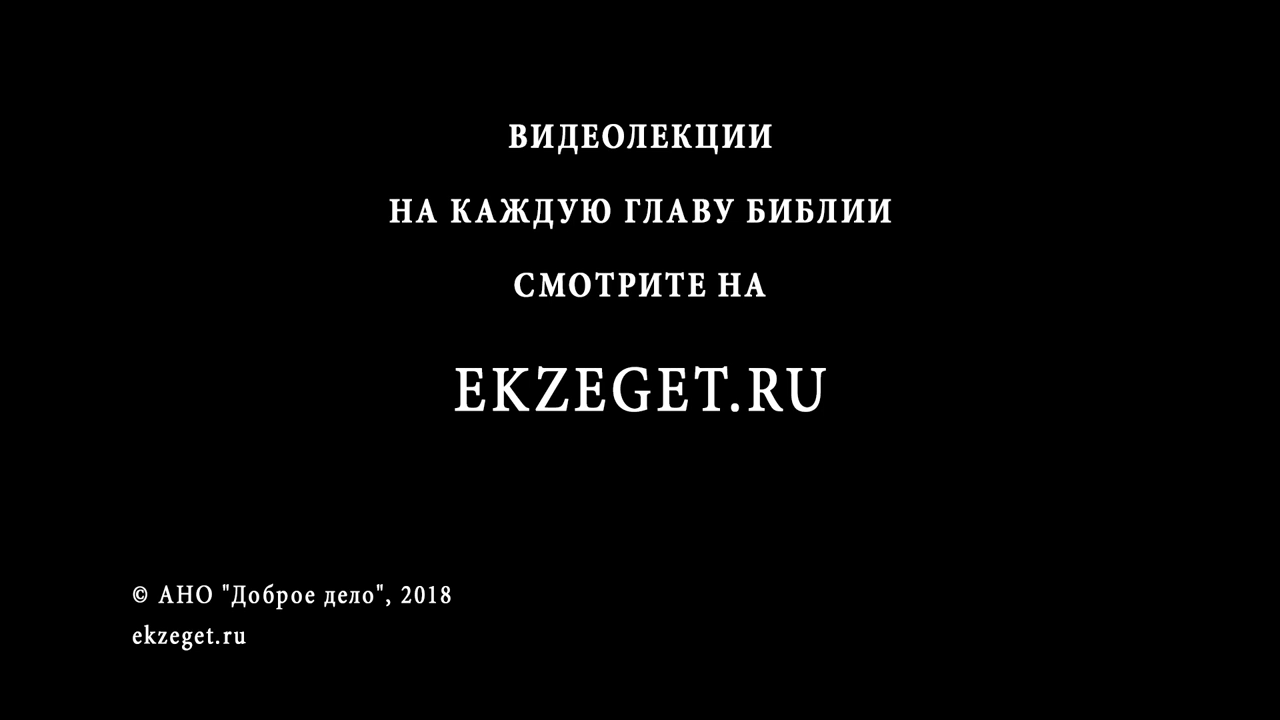 ВИДЕОЛЕКЦИИ
НА КАЖДУЮ ГЛАВУ БИБЛИИ
СМОТРИТЕ НА
EKZEGET.RU
© АНО "Доброе дело", 2018
ekzeget.ru